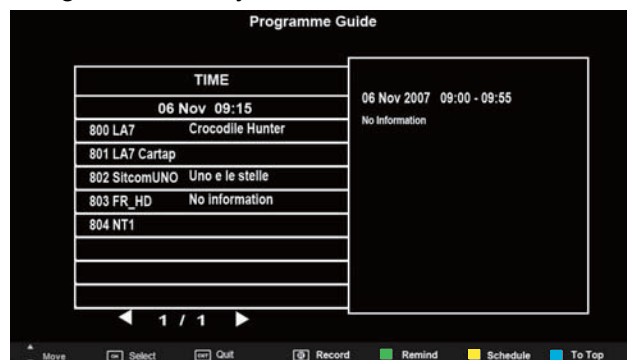 Programme Guide
TIME
06 Nov 09:15
800 LA7 Crocodile Hunter
801 LA7 Cartap
802 SitcomUNO Uno e le stelle
803 FR_HD No information
804 NT1
1 / 1
06 Nov 2007 09:00 - 09:55
No Information
Move OK Select EXIT Quit Record Remind Schedule To Top